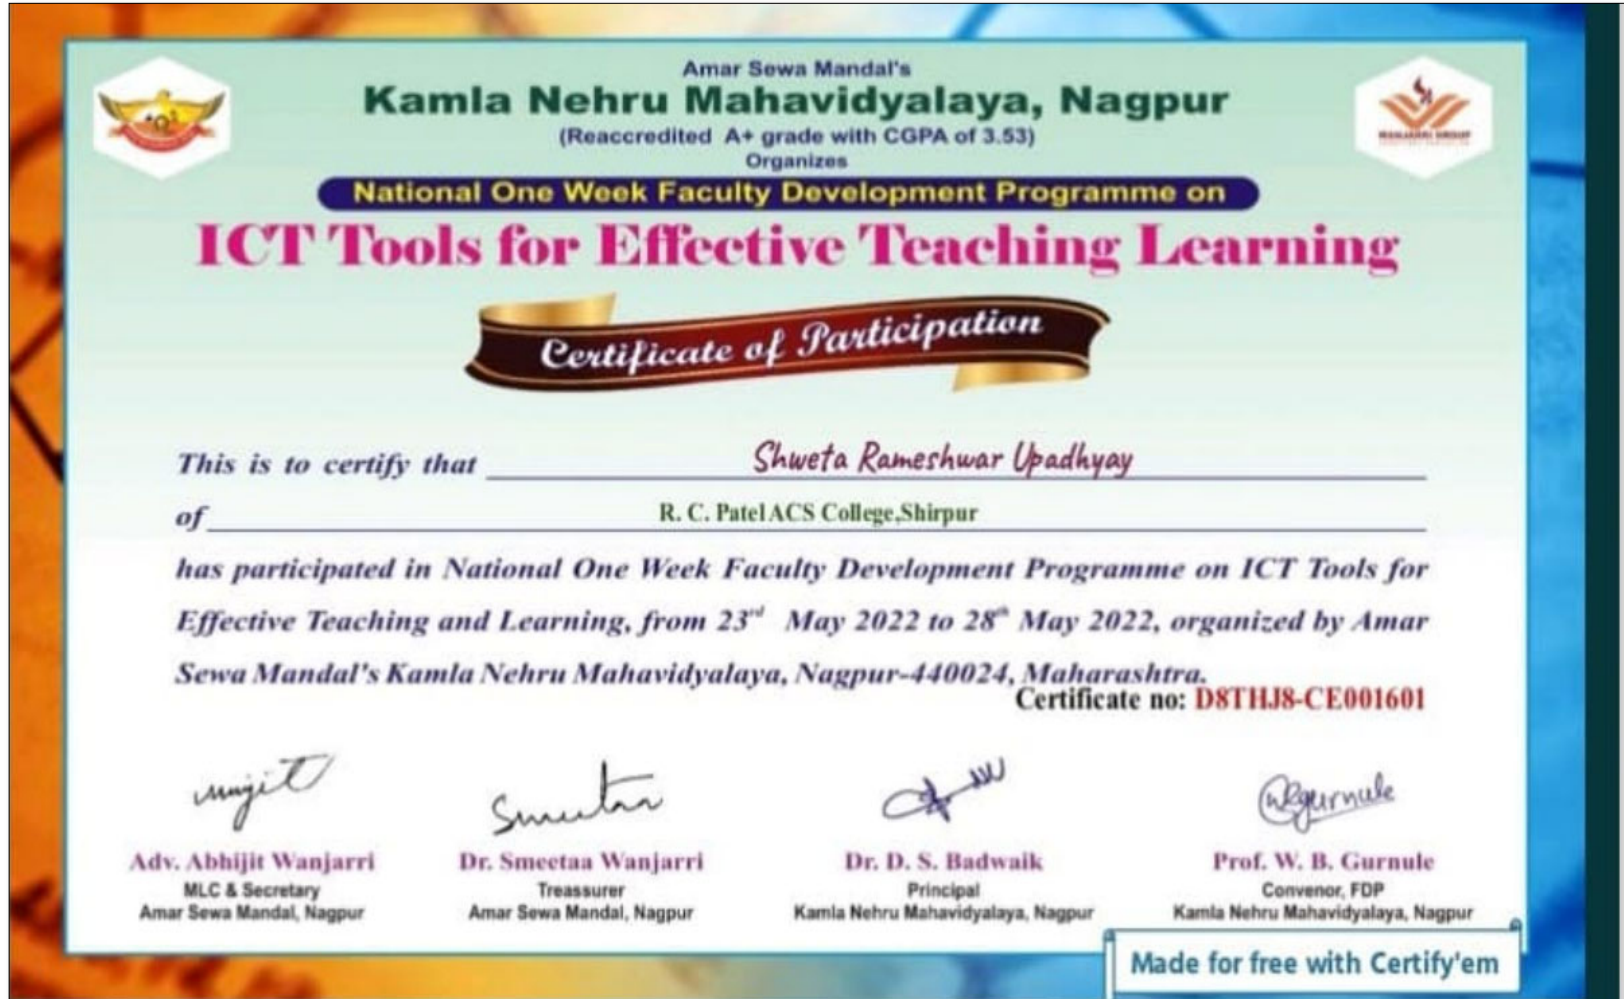 Amar Sewa Mandal's
Kamla Nehru Mahavidyalaya, Nagpur
(Reaccredited A+ grade with CGPA of 3.53)
Organizes
National One Week Faculty Development Programme on
ICT Tools for Effective Teaching Learning
Certificate of Participation
This is to certify that Shweta Rameshwar Upadhyay
of R. C. Patel ACS College,Shirpur
has participated in National One Week Faculty Development Programme on ICT Tools for
Effective Teaching and Learning, from 23rd May 2022 to 28th May 2022, organized by Amar
Sewa Mandal's Kamla Nehru Mahavidyalaya, Nagpur-440024, Maharashtra.
Certificate no: D8THJ8-CE001601
Adv. Abhijit Wanjarri
MLC & Secretary
Amar Sewa Mandal, Nagpur
Dr. Smeetaa Wanjarri
Treassurer
Amar Sewa Mandal, Nagpur
Dr. D. S. Badwaik
Principal
Kamla Nehru Mahavidyalaya, Nagpur
Prof. W. B. Gurnule
Convenor, FDP
Kamla Nehru Mahavidyalaya, Nagpur
Made for free with Certify'em